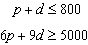 p + d ≤ 800
6p + 9d ≥ 5000